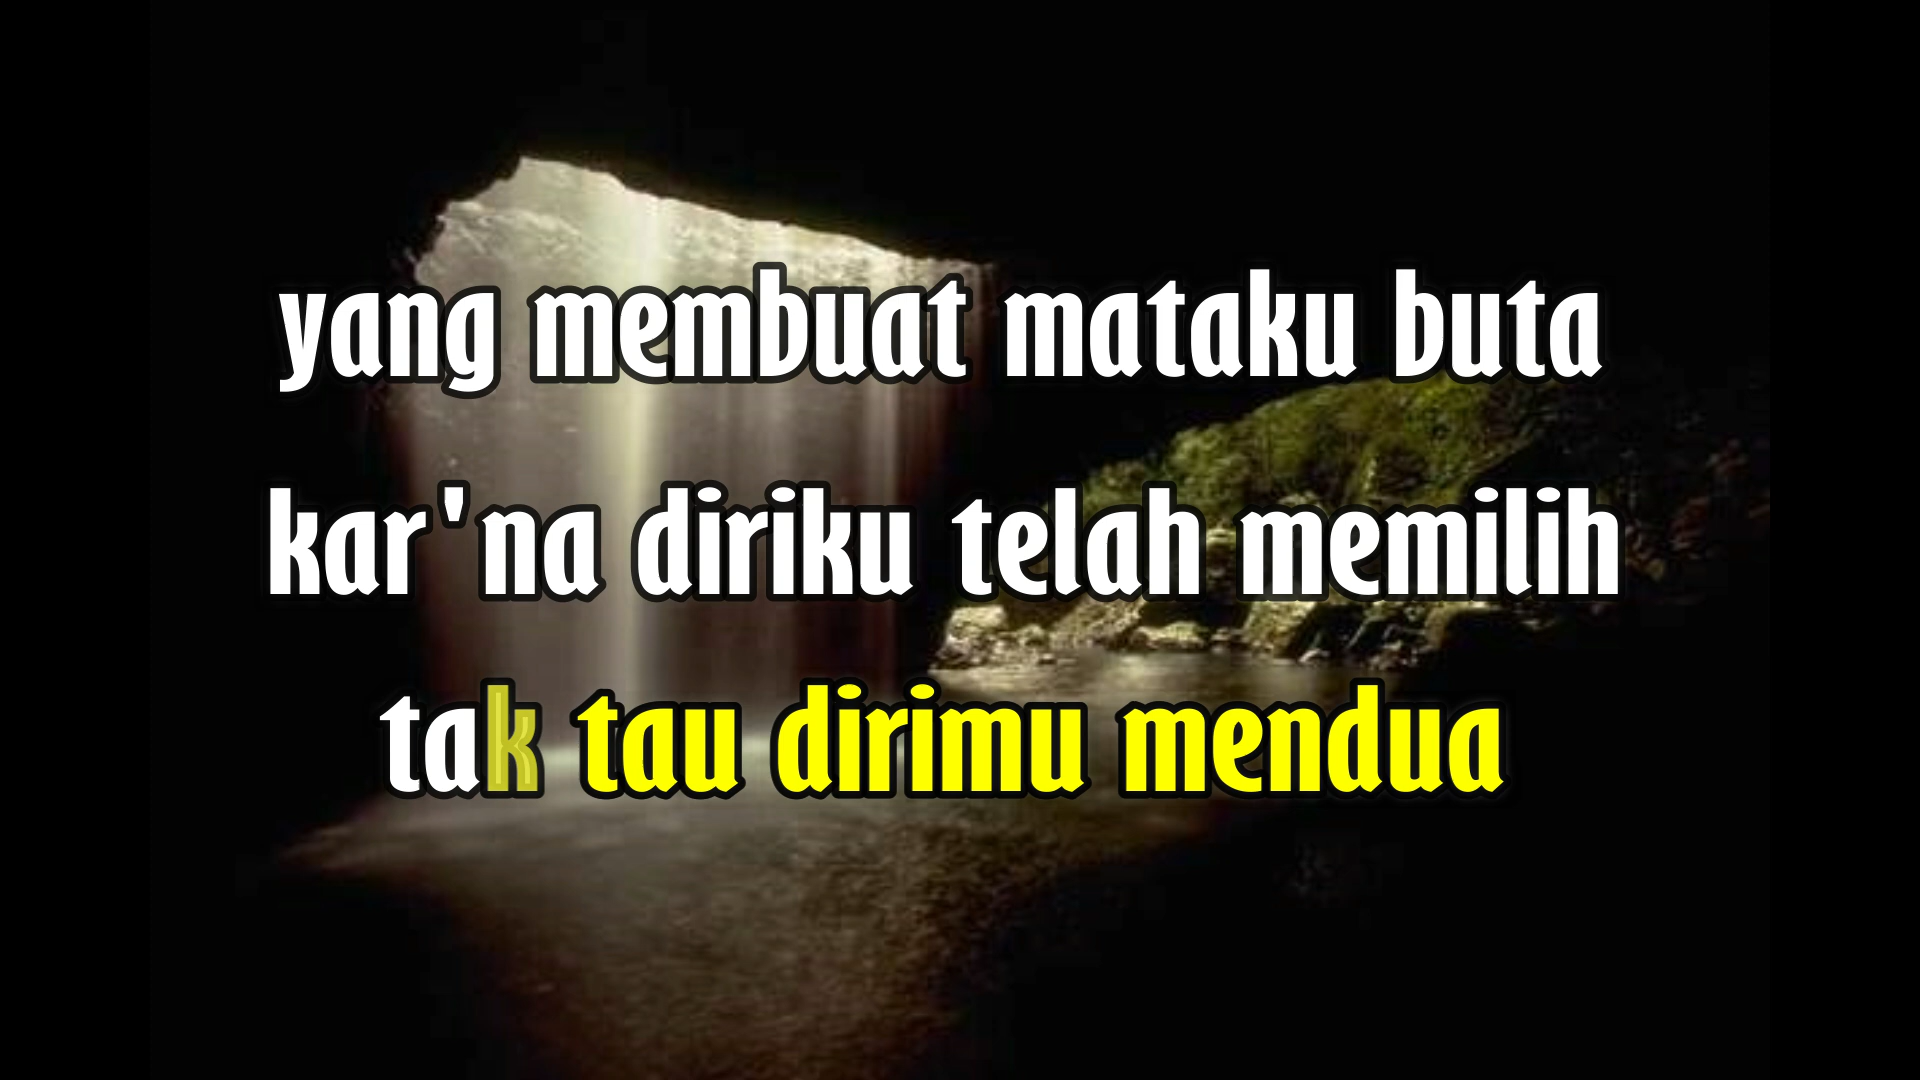 yang membuat mataku buta
kar'na diriku telah memilih
tak tau dirimu mendua